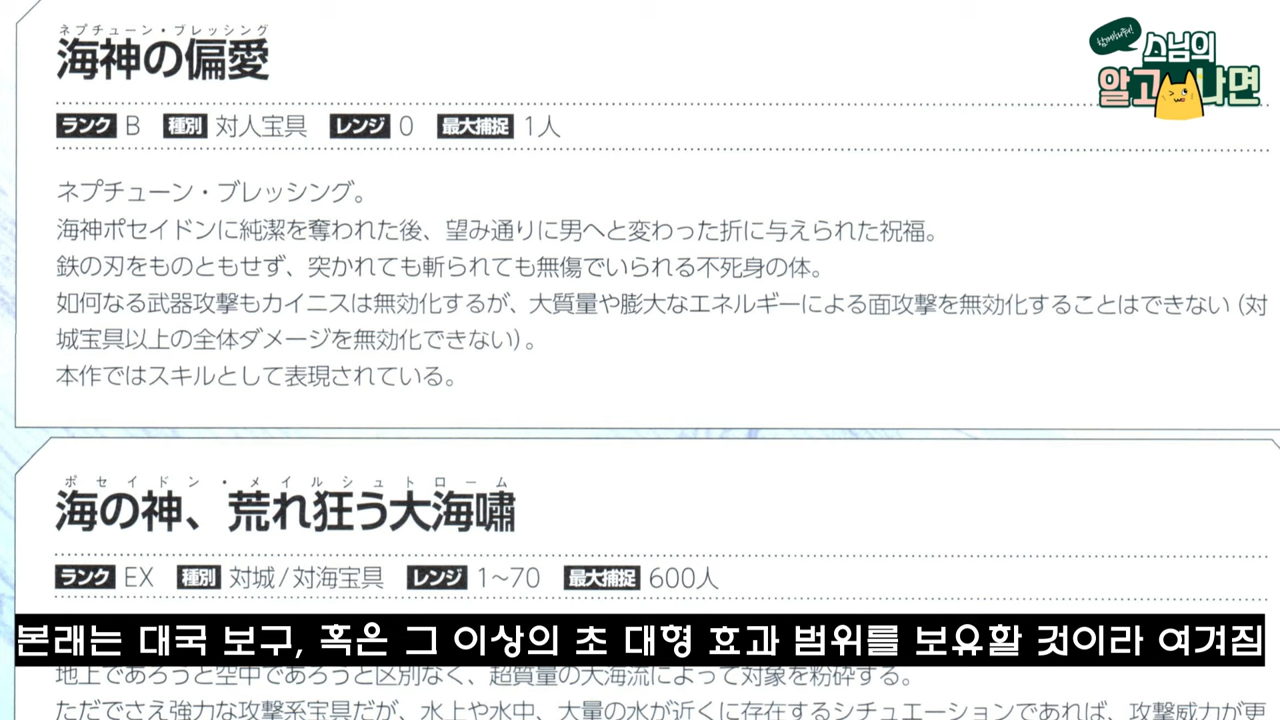 함께해주어!
스님의
알고 나면
ネプチューン・ブレッシング
海神の偏愛
ランク B 種別 対人宝具 レンジ 0 最大捕捉 1人
ネプチューン・ブレッシング。
海神ポセイドンに純潔を奪われた後、望み通りに男へと変わった折に与えられた祝福。
鉄の刃をものともせず、突かれても斬られても無傷でいられる不死身の体。
如何なる武器攻撃もカイニスは無効化するが、大質量や膨大なエネルギーによる面攻撃を無効化することはできない（対
城宝具以上の全体ダメージを無効化できない）。
本作ではスキルとして表現されている。
ポセイドン・メイルシュトローム
海の神、荒れ狂う大海嘯
ランク EX 種別 対城/対海宝具 レンジ 1〜70 最大捕捉 600人
본래는 대국 보구, 혹은 그 이상의 초 대형 효과 범위를 보유할 것이라 여겨짐
地上であろうと空中であろうと区別なく、超質量の大海流によって対象を粉砕する。
ただでさえ強力な攻撃系宝具だが、水上や水中、大量の水が近くに存在するシチュエーションであれば、攻撃威力が更